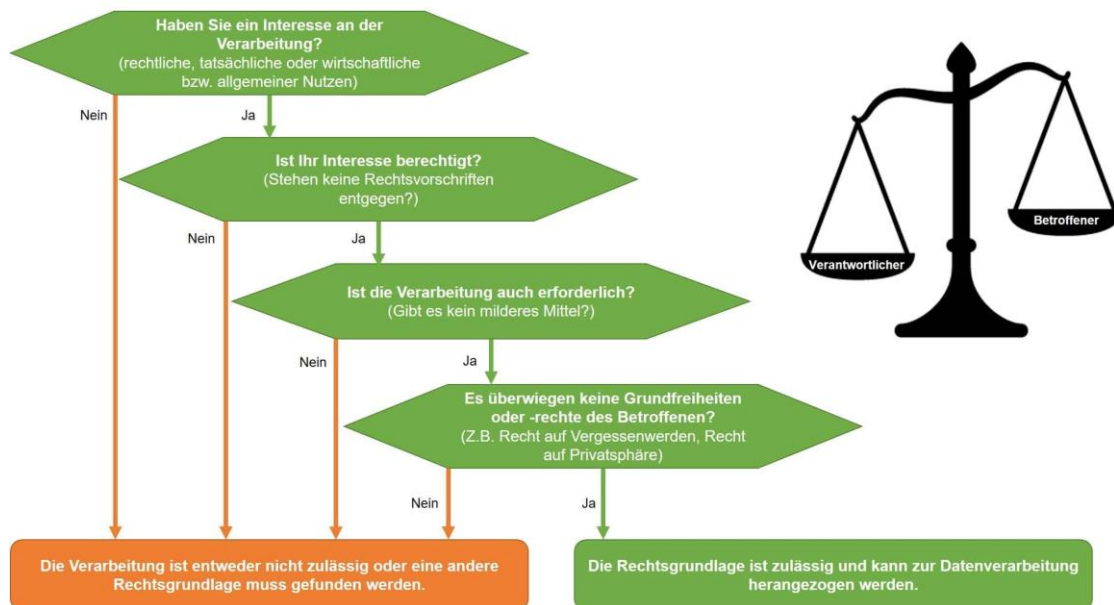 Haben Sie ein Interesse an der
Verarbeitung?
(rechtliche, tatsächliche oder wirtschaftliche
bzw. allgemeiner Nutzen)
Nein
Ja
Ist Ihr Interesse berechtigt?
(Stehen keine Rechtsvorschriften
entgegen?)
Nein
Ja
Ist die Verarbeitung auch erforderlich?
(Gibt es kein milderes Mittel?)
Nein
Ja
Es überwiegen keine Grundfreiheiten
oder -rechte des Betroffenen?
(Z.B. Recht auf Vergessenwerden, Recht
auf Privatsphäre)
Nein
Ja
Die Verarbeitung ist entweder nicht zulässig oder eine andere
Rechtsgrundlage muss gefunden werden.
Die Rechtsgrundlage ist zulässig und kann zur Datenverarbeitung
herangezogen werden.
Betroffener
Verantwortlicher